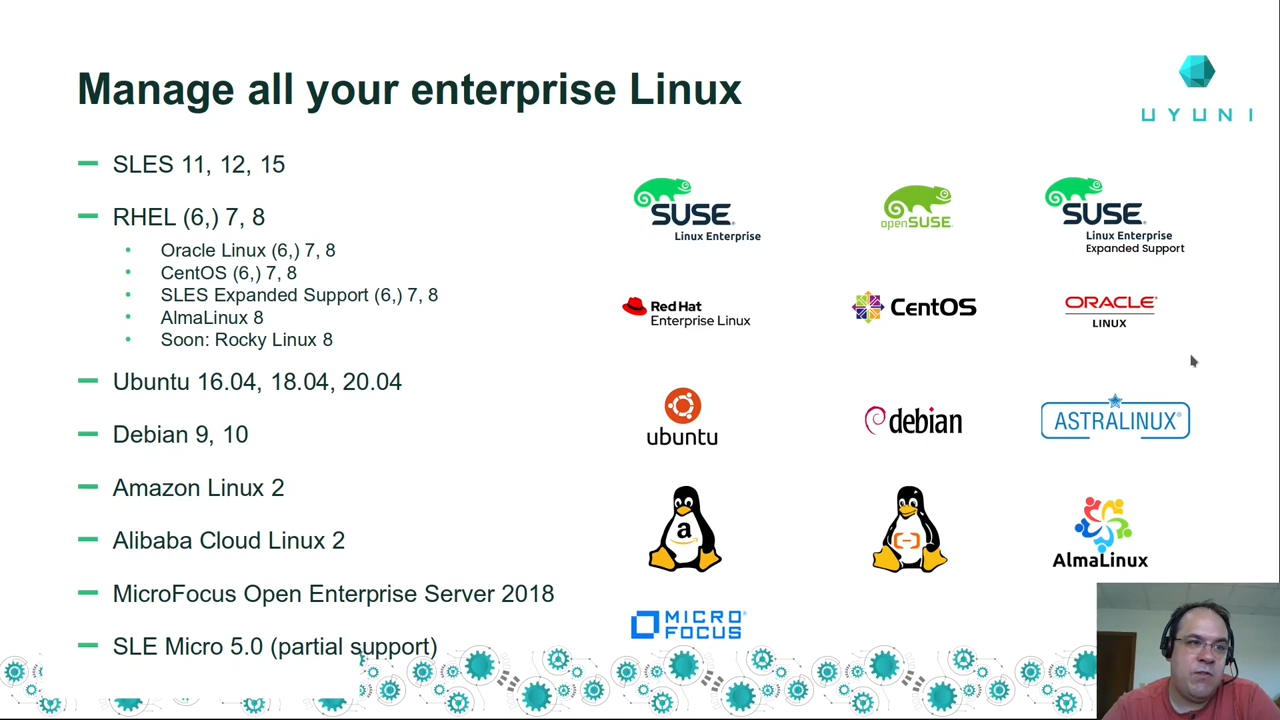 Manage all your enterprise Linux
UYUNI
SLES 11, 12, 15
RHEL (6,) 7, 8
Oracle Linux (6,) 7, 8
CentOS (6,) 7, 8
SLES Expanded Support (6,) 7, 8
AlmaLinux 8
Soon: Rocky Linux 8
Ubuntu 16.04, 18.04, 20.04
Debian 9, 10
Amazon Linux 2
Alibaba Cloud Linux 2
MicroFocus Open Enterprise Server 2018
SLE Micro 5.0 (partial support)
SUSE®
Linux Enterprise
openSUSE
SUSE®
Linux Enterprise
Expanded Support
Red Hat
Enterprise Linux
CentOS
ORACLE®
LINUX
ubuntu
debian
ASTRALINUX®
a
AlmaLinux
MICRO®
FOCUS